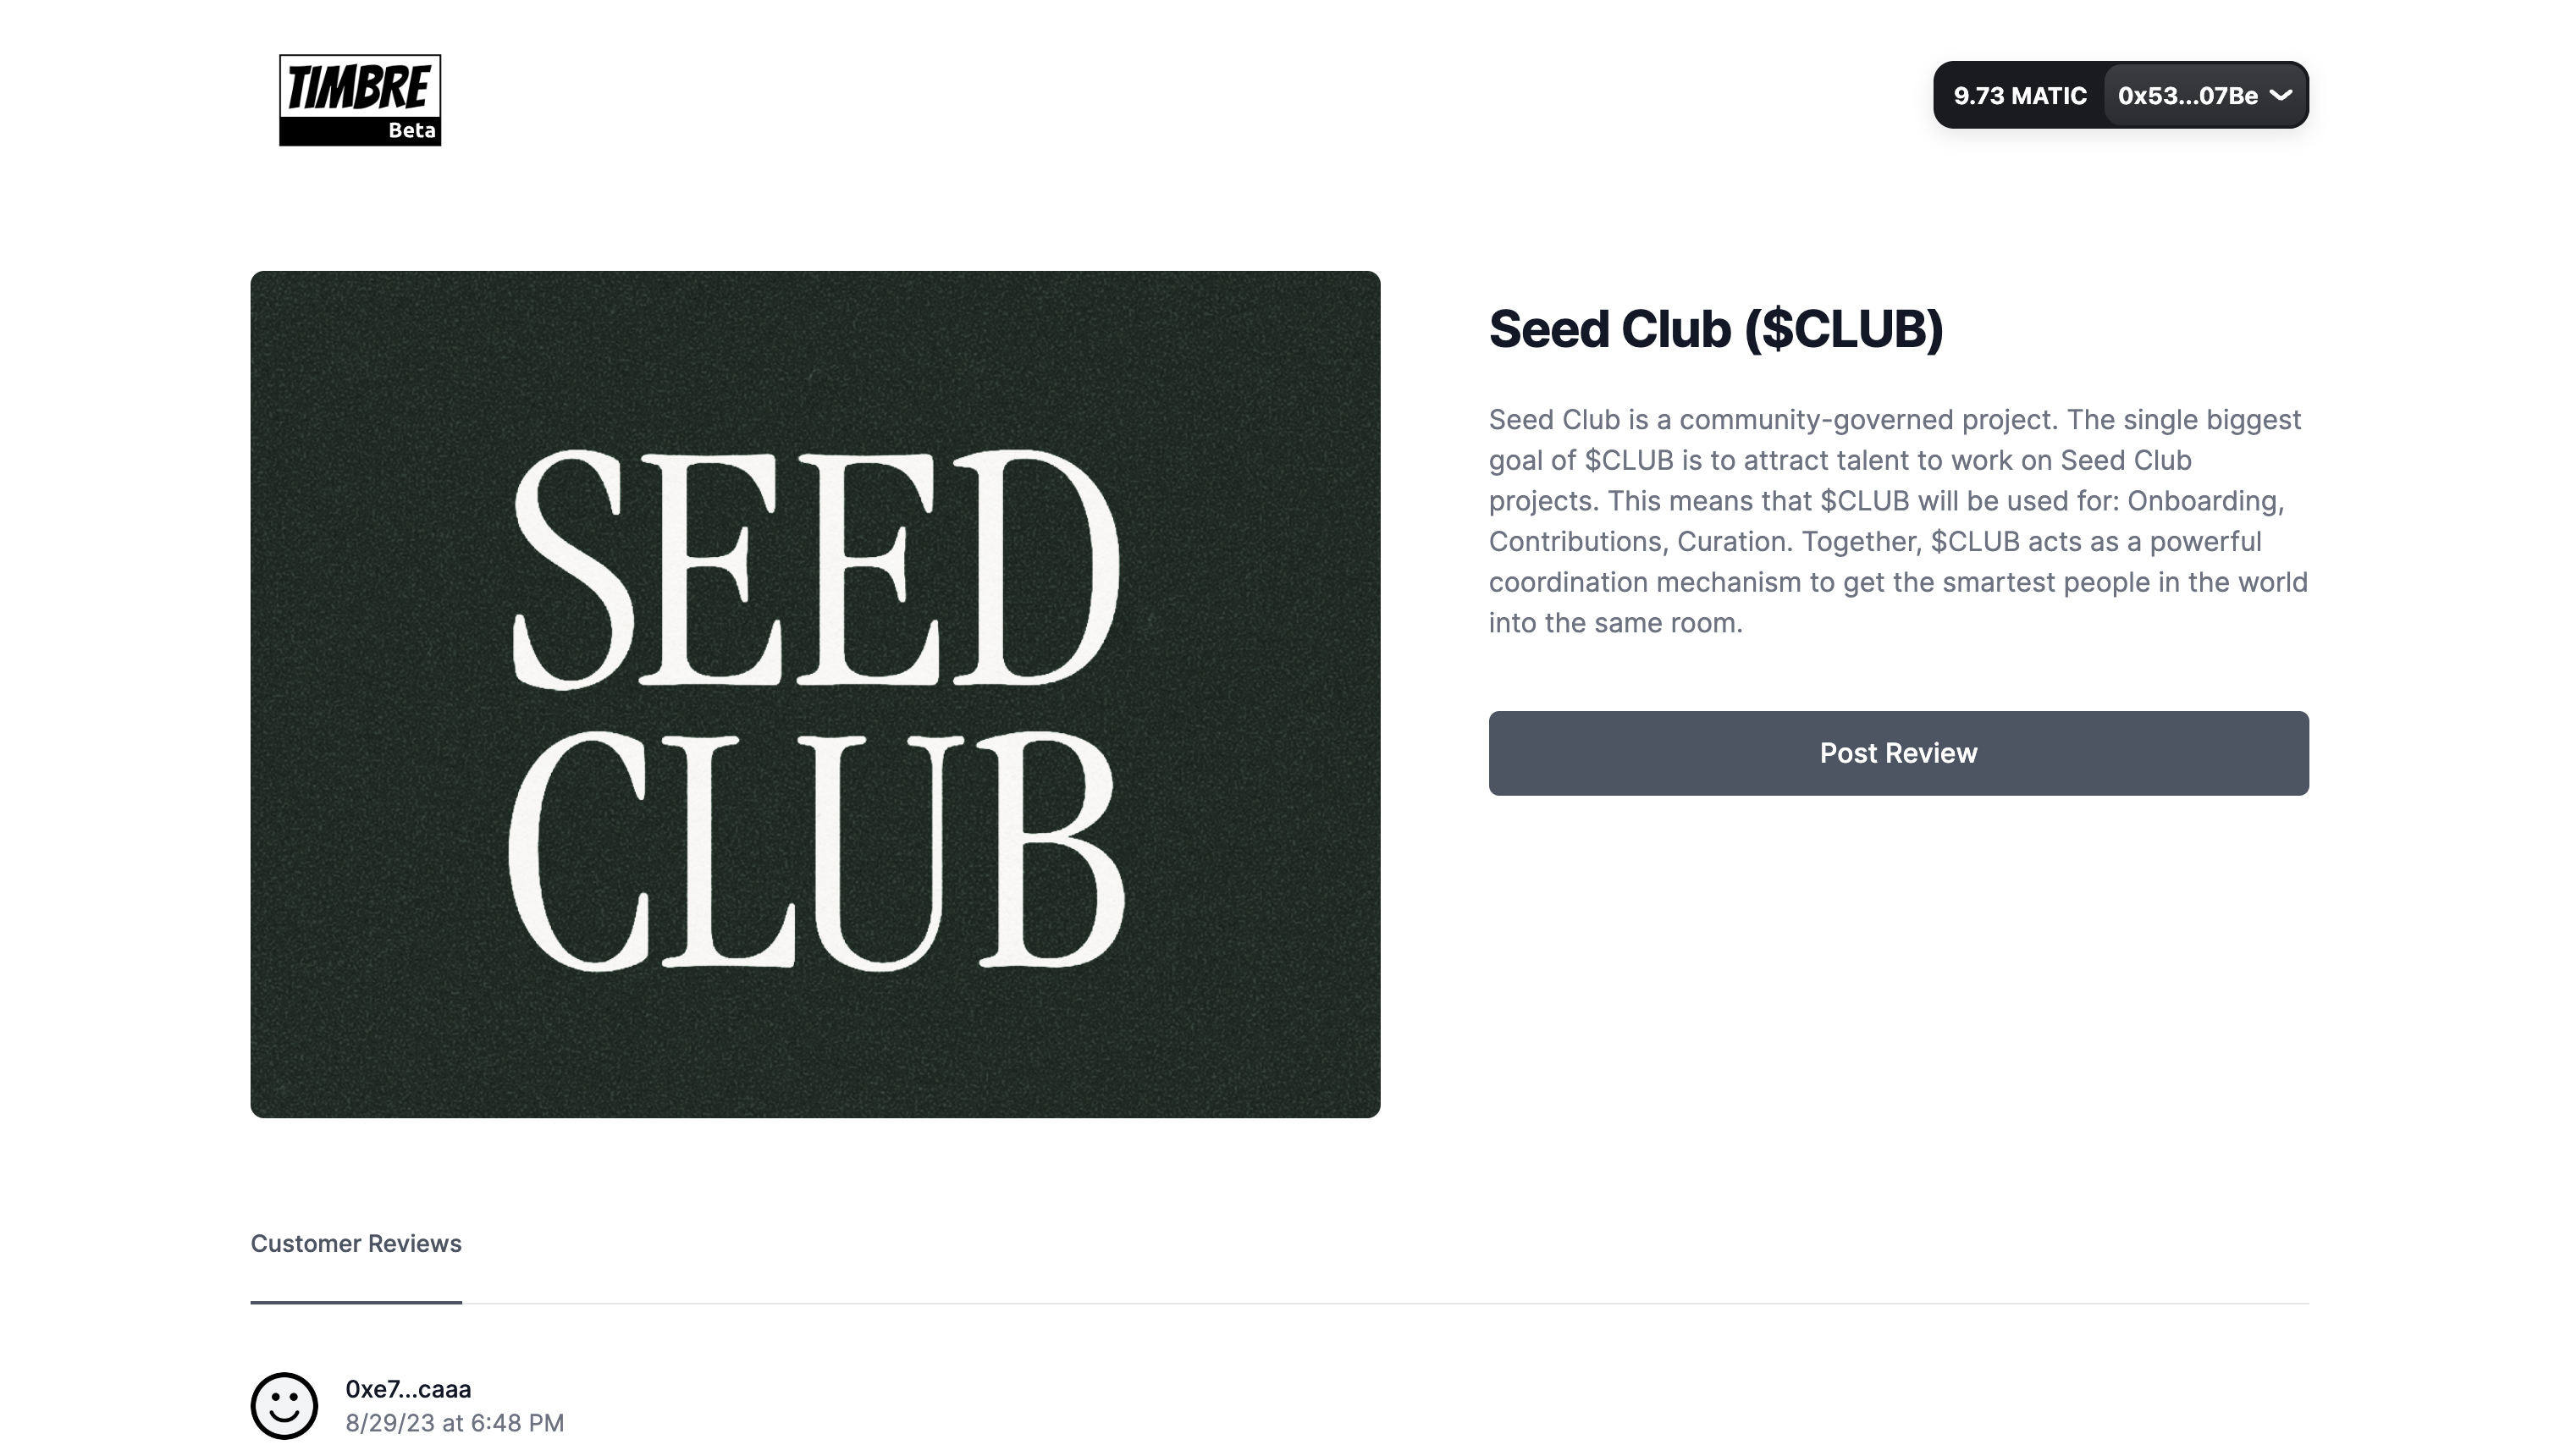 TIMBRE
Beta
9.73 MATIC
0x53...07Be
SEED
CLUB
Seed Club ($CLUB)
Seed Club is a community-governed project. The single biggest
goal of $CLUB is to attract talent to work on Seed Club
projects. This means that $CLUB will be used for: Onboarding,
Contributions, Curation. Together, $CLUB acts as a powerful
coordination mechanism to get the smartest people in the world
into the same room.
Post Review
Customer Reviews
0xe7...caaa
8/29/23 at 6:48 PM